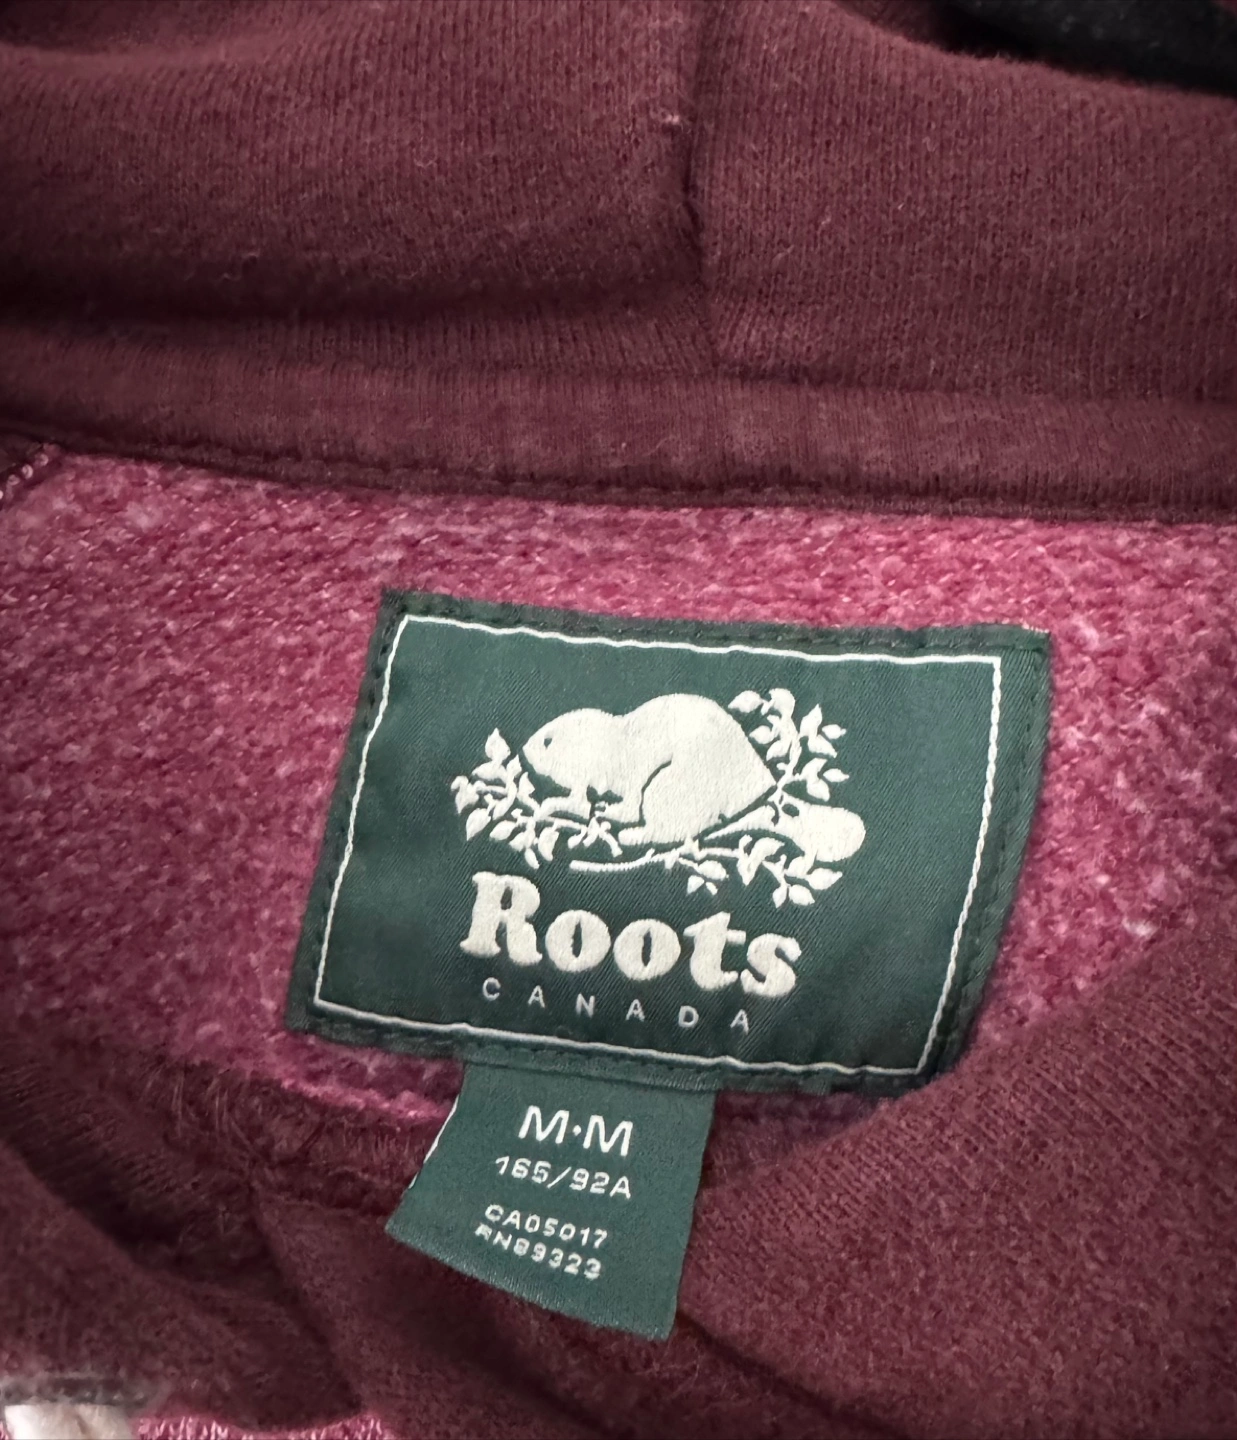 Roots
CANADA
M·M
165/92A
CA05017
RN89323